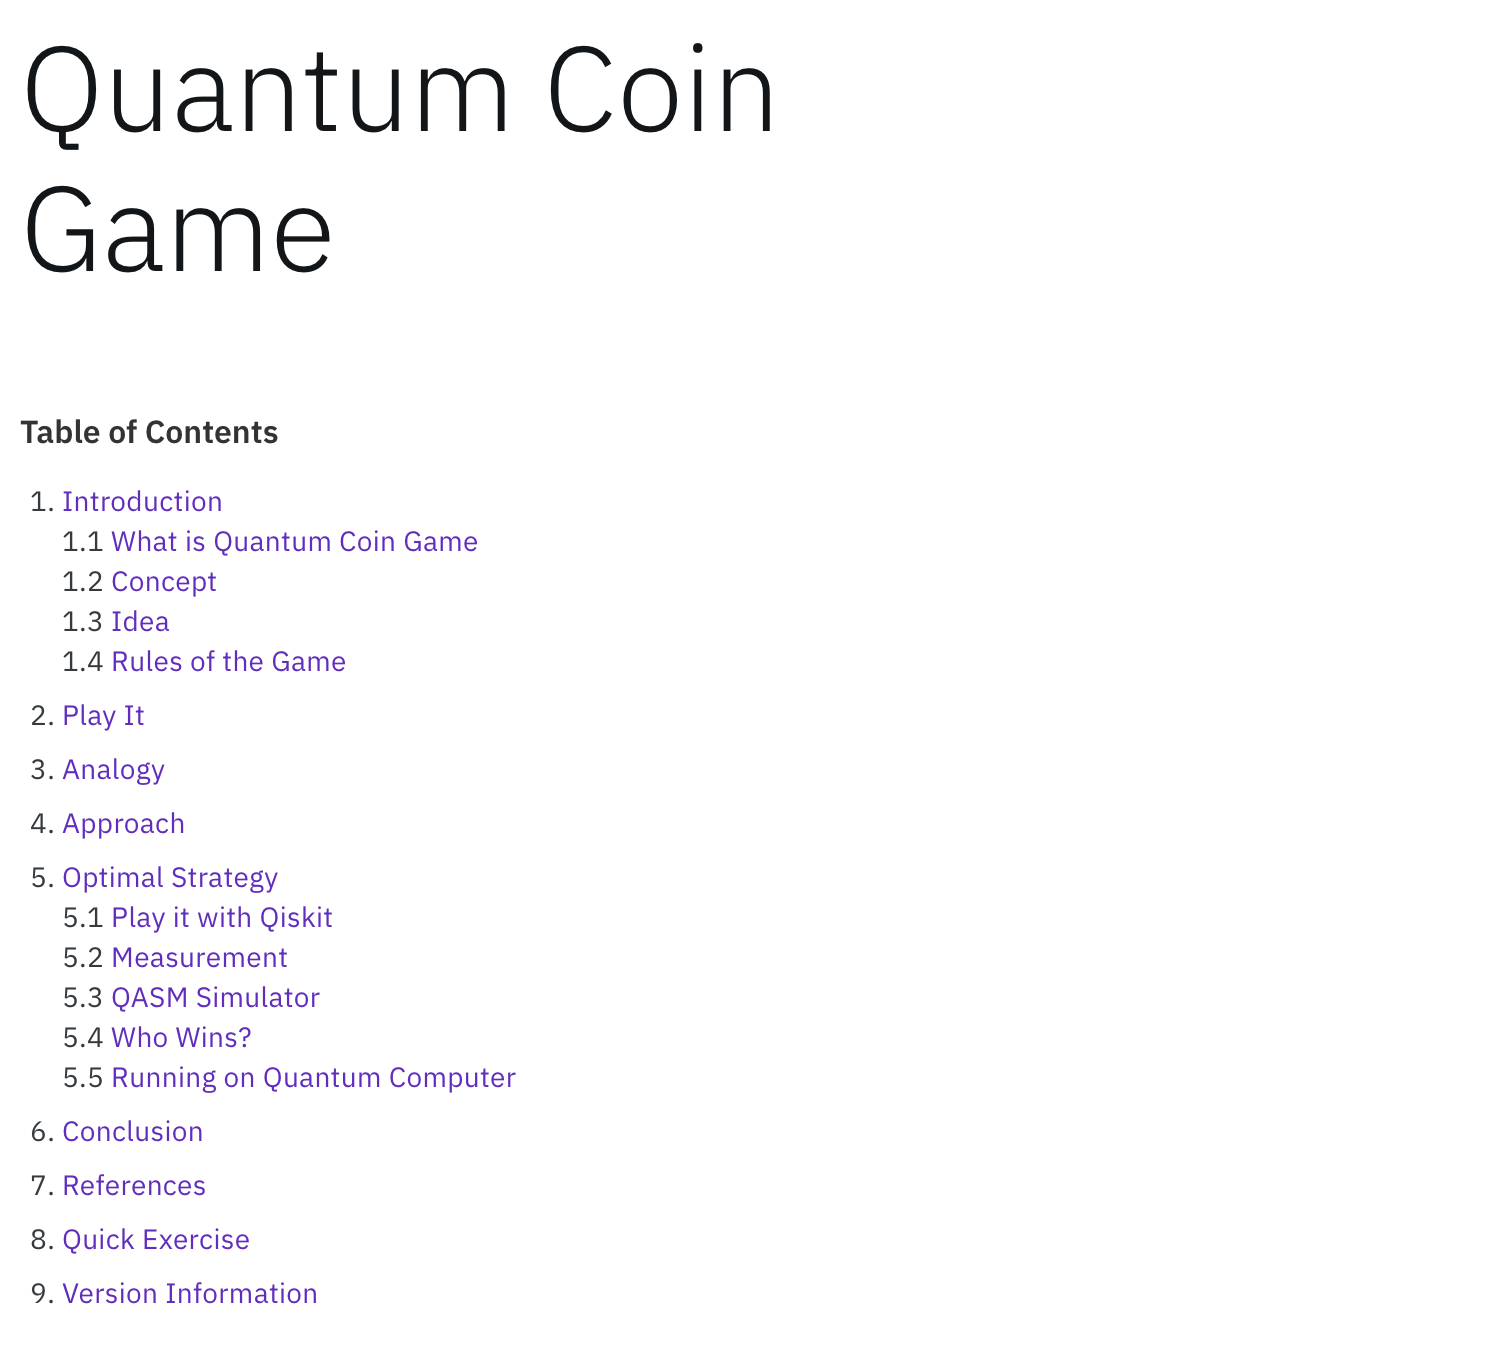 Quantum Coin
Game
Table of Contents
1. Introduction
1.1 What is Quantum Coin Game
1.2 Concept
1.3 Idea
1.4 Rules of the Game
2. Play It
3. Analogy
4. Approach
5. Optimal Strategy
5.1 Play it with Qiskit
5.2 Measurement
5.3 QASM Simulator
5.4 Who Wins?
5.5 Running on Quantum Computer
6. Conclusion
7. References
8. Quick Exercise
9. Version Information